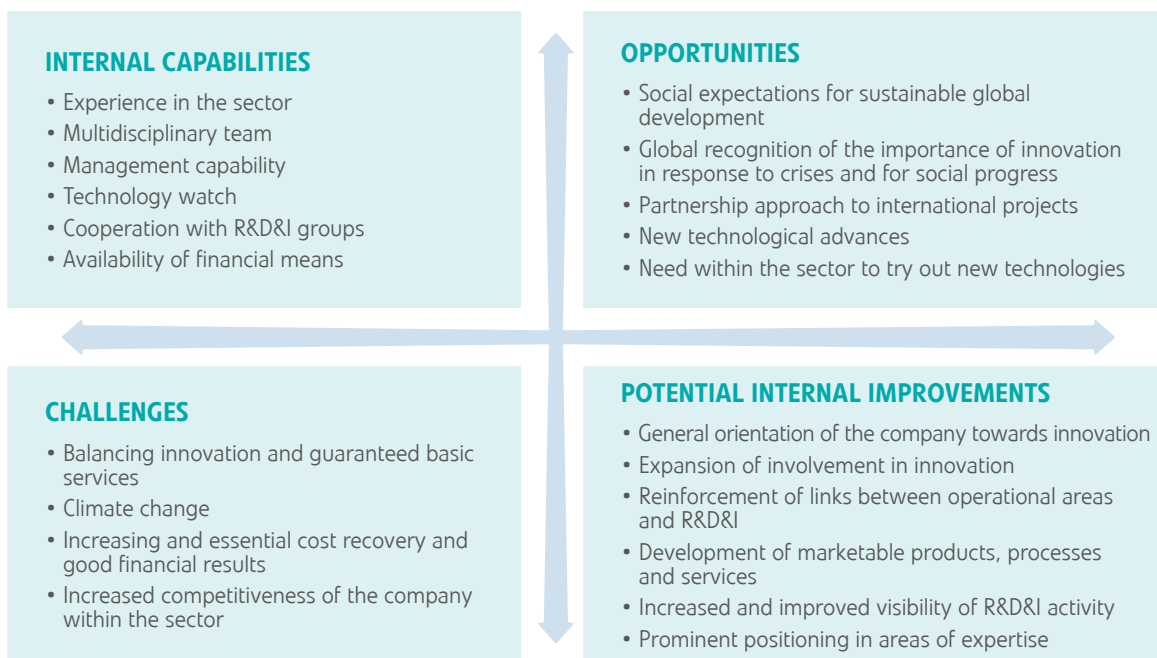 INTERNAL CAPABILITIES
• Experience in the sector
• Multidisciplinary team
• Management capability
• Technology watch
• Cooperation with R&D&I groups
• Availability of financial means
OPPORTUNITIES
• Social expectations for sustainable global
development
• Global recognition of the importance of innovation
in response to crises and for social progress
• Partnership approach to international projects
• New technological advances
• Need within the sector to try out new technologies
CHALLENGES
• Balancing innovation and guaranteed basic
services
• Climate change
• Increasing and essential cost recovery and
good financial results
• Increased competitiveness of the company
within the sector
POTENTIAL INTERNAL IMPROVEMENTS
• General orientation of the company towards innovation
• Expansion of involvement in innovation
• Reinforcement of links between operational areas
and R&D&I
• Development of marketable products, processes
and services
• Increased and improved visibility of R&D&I activity
• Prominent positioning in areas of expertise